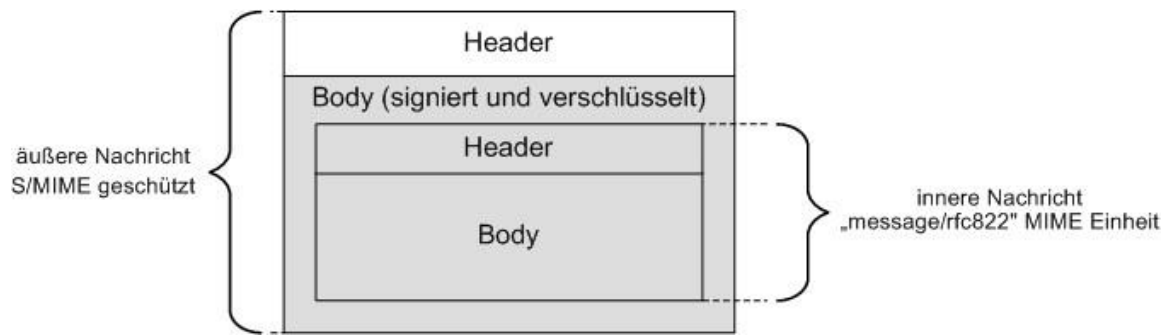 Header
Body (signiert und verschlüsselt)
Header
Body
äußere Nachricht
S/MIME geschützt
innere Nachricht
„message/rfc822" MIME Einheit